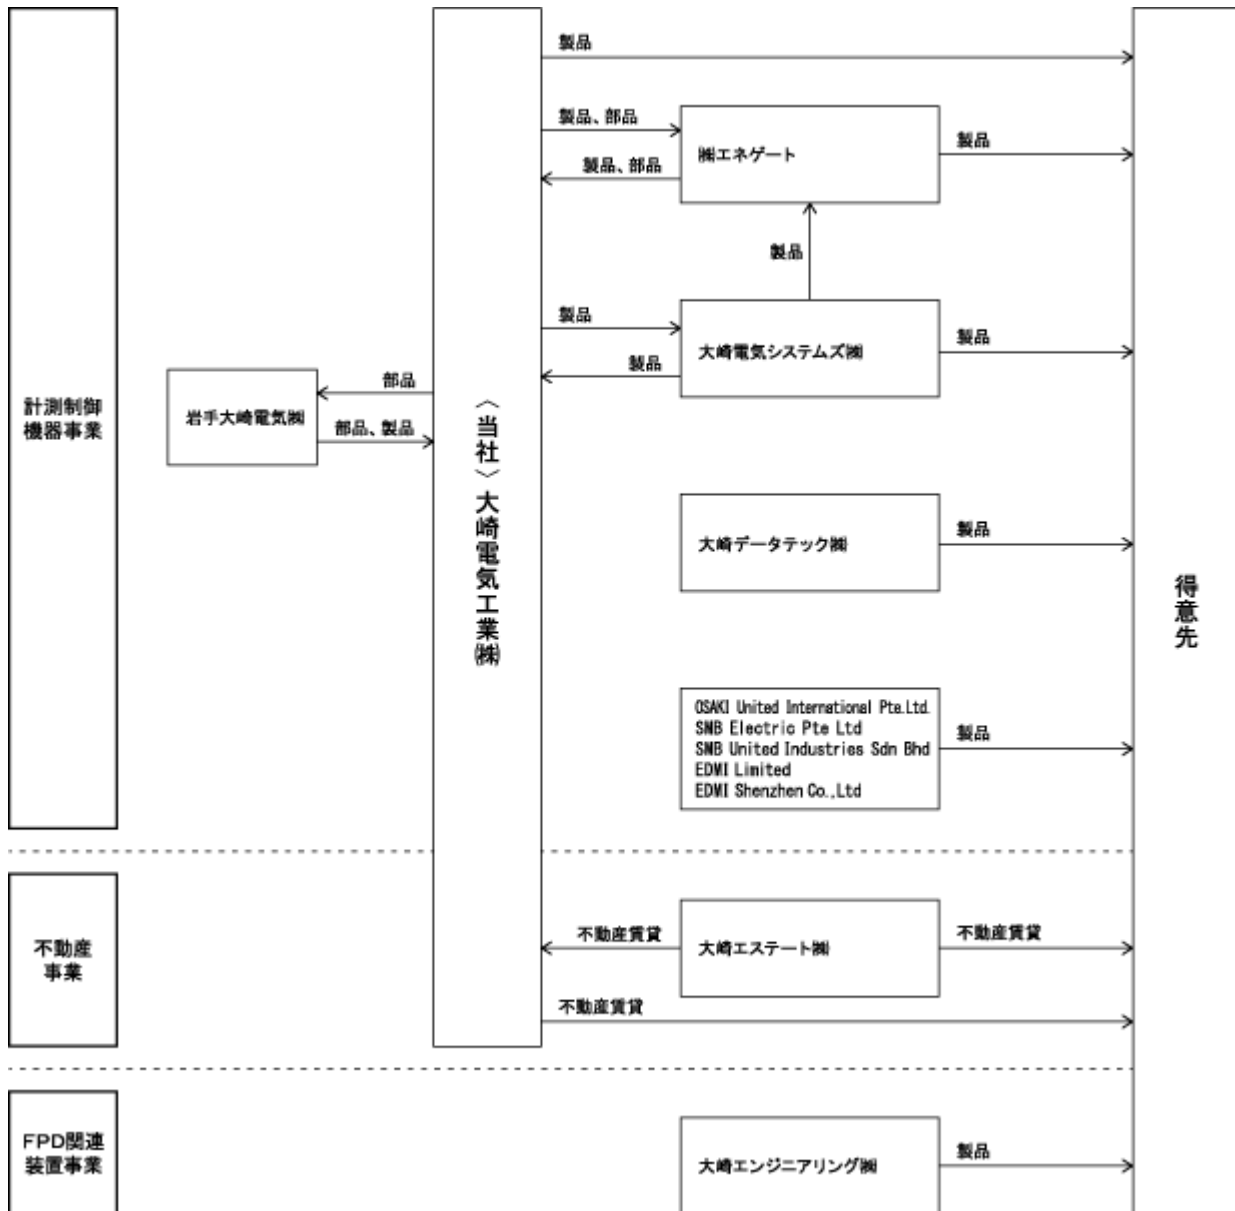 製品
製品、部品
㈱エネゲート
製品
製品、部品
製品
製品
大崎電気システムズ㈱
製品
製品
計測制御
機器事業
岩手大崎電気㈱
部品
部品、製品
〈当社〉大崎電気工業㈱
大崎データテック㈱
製品
得意先
OSAKI United International Pte.Ltd.
SMB Electric Pte Ltd
SMB United Industries Sdn Bhd
EDMI Limited
EDMI Shenzhen Co.,Ltd
製品
不動産
事業
不動産賃貸
大崎エステート㈱
不動産賃貸
不動産賃貸
FPD関連
装置事業
大崎エンジニアリング㈱
製品